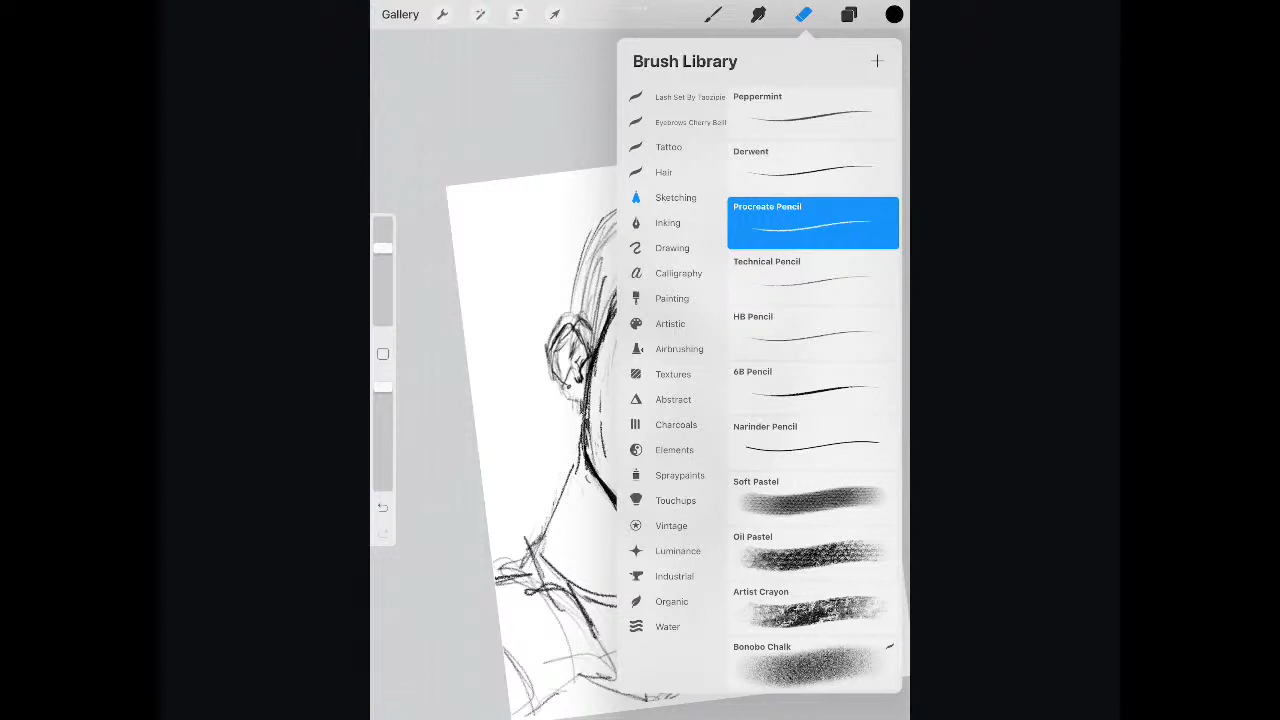 Gallery
Brush Library
Lash Set By Taozipie
Eyebrows Cherry Belll
Tattoo
Hair
Sketching
Inking
Drawing
Calligraphy
Painting
Artistic
Airbrushing
Textures
Abstract
Charcoals
Elements
Spraypaints
Touchups
Vintage
Luminance
Industrial
Organic
Water
Peppermint
Derwent
Procreate Pencil
Technical Pencil
HB Pencil
6B Pencil
Narinder Pencil
Soft Pastel
Oil Pastel
Artist Crayon
Bonobo Chalk